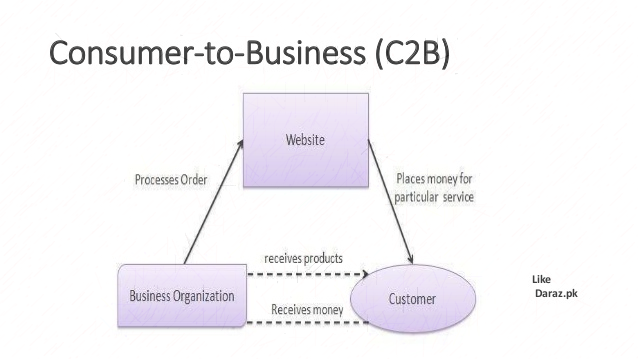 Consumer-to-Business (C2B)
Website
Processes Order
Places money for
particular service
receives products
Business Organization
Customer
Receives money
Like
Daraz.pk